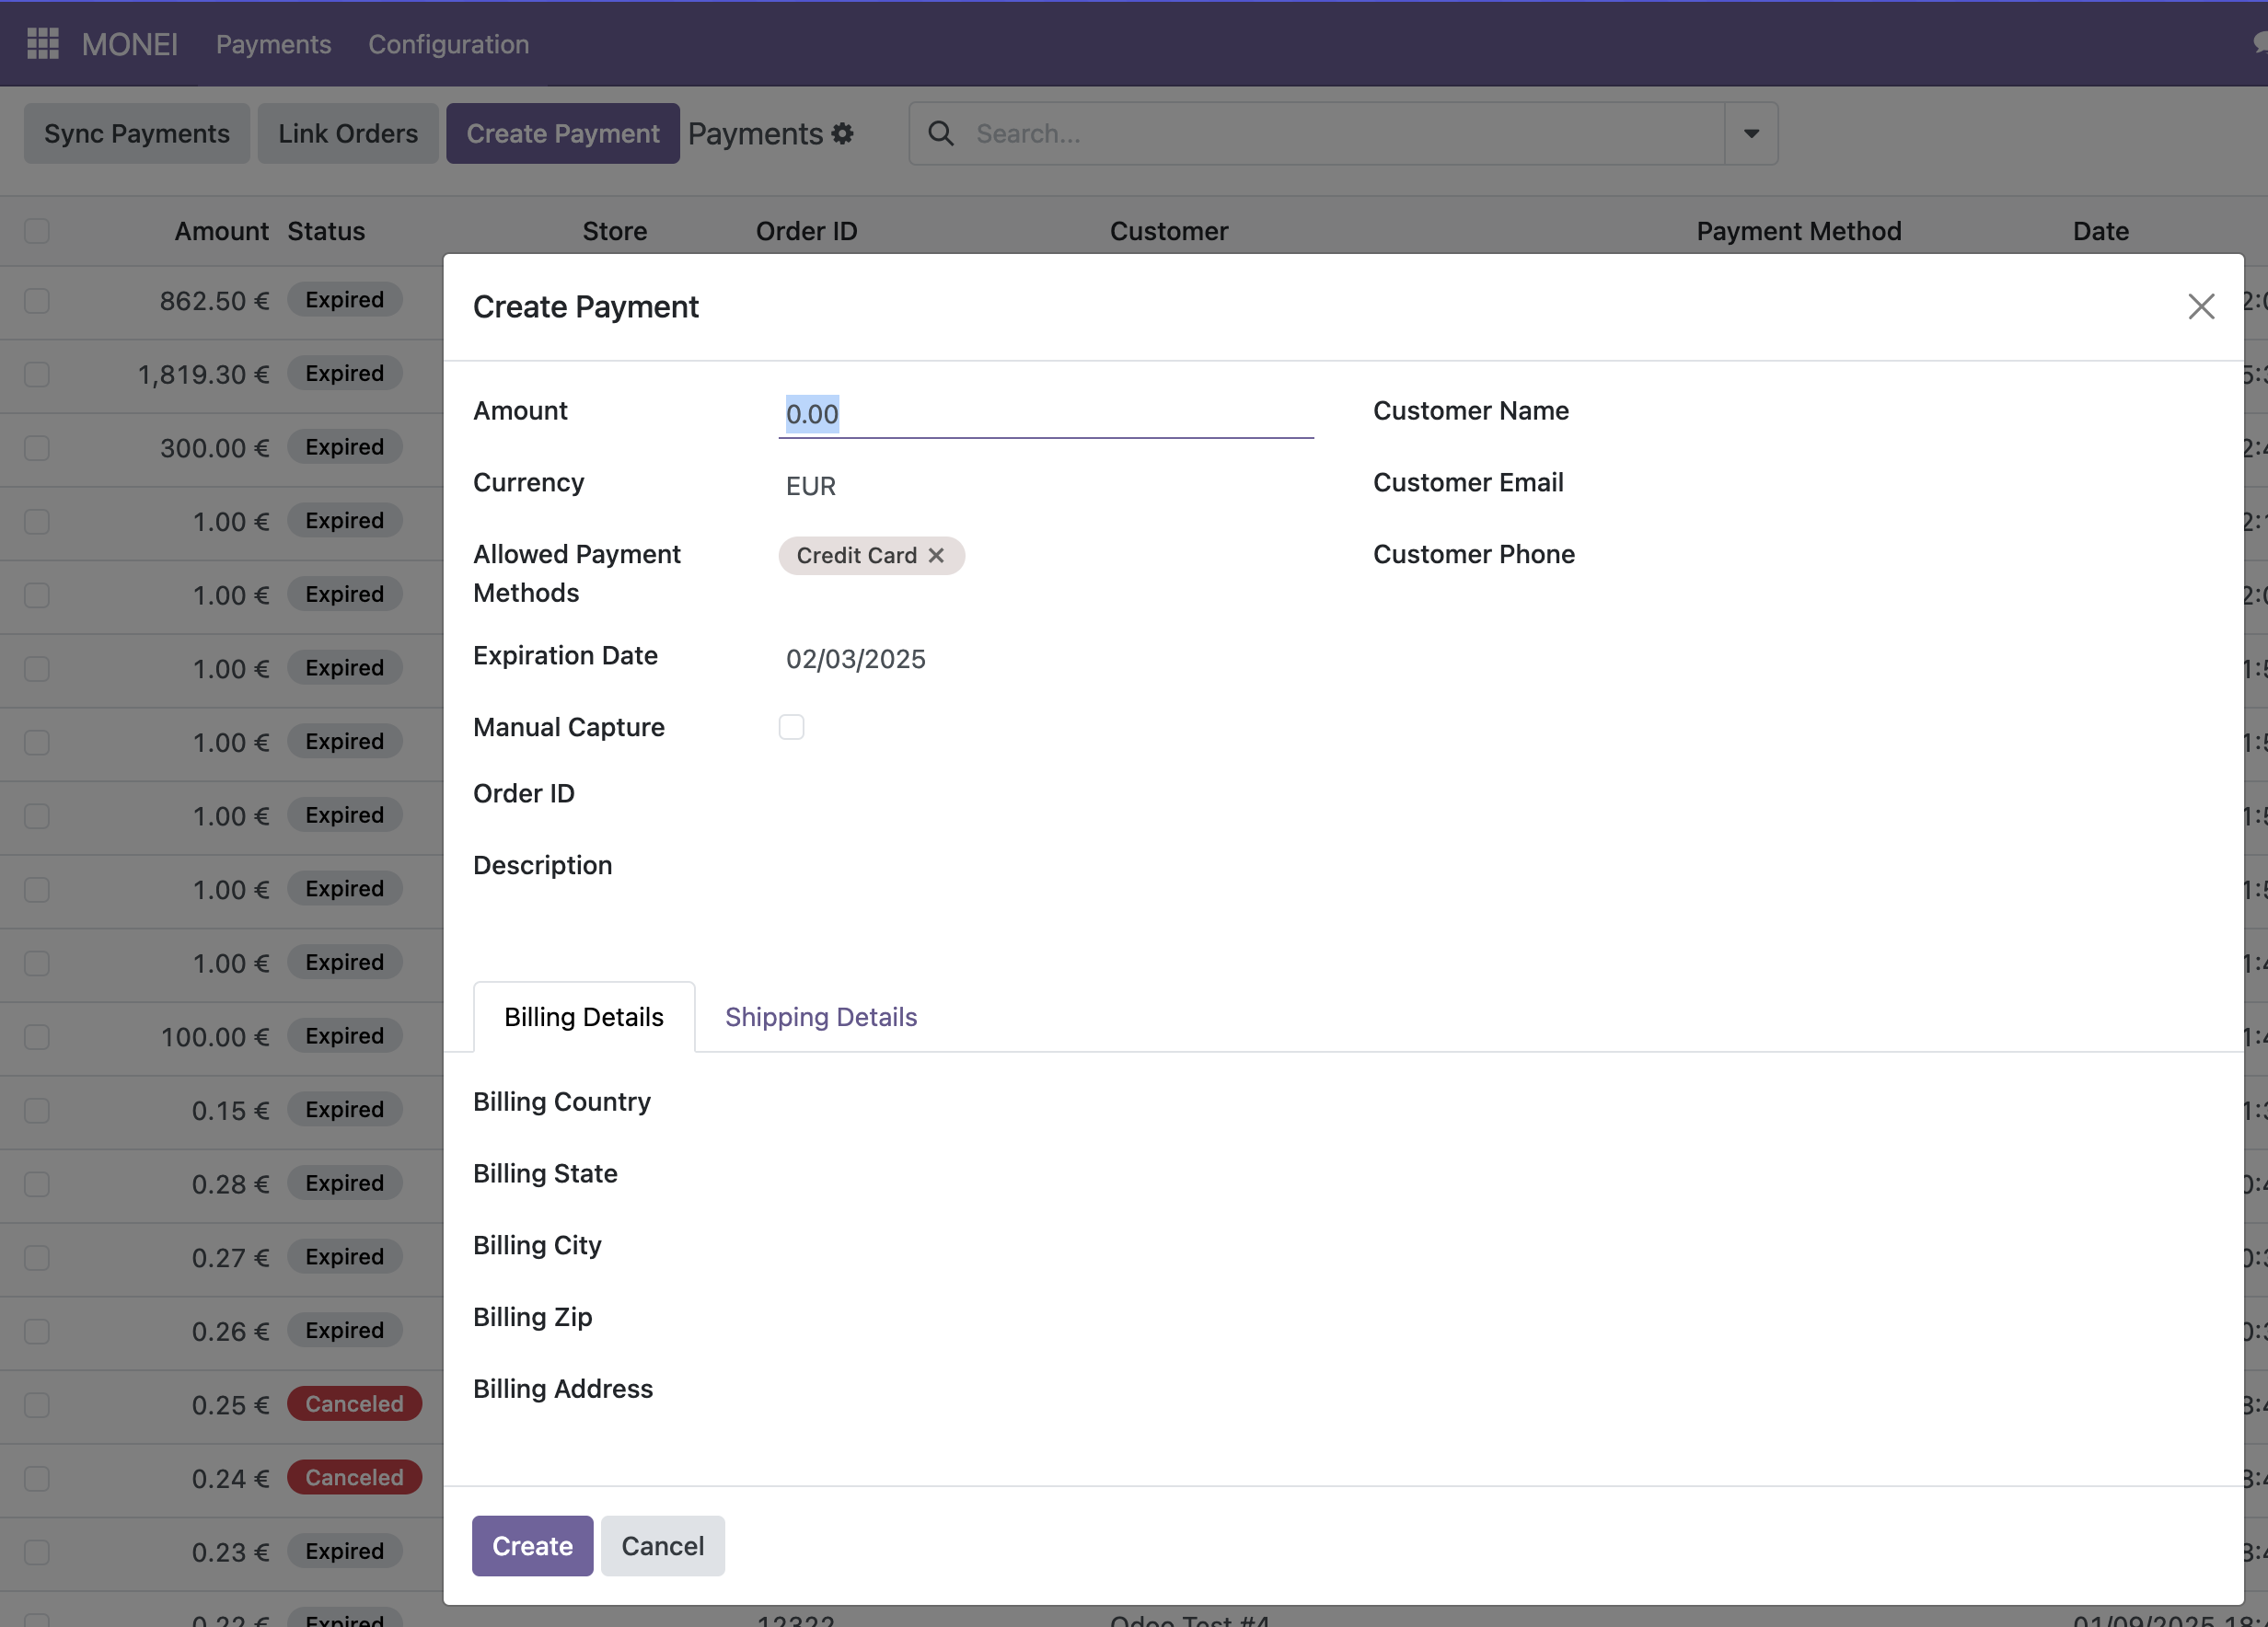 MONEI Payments Configuration
Sync Payments Link Orders Create Payment Payments Search...
Amount Status Store Order ID Customer Payment Method Date
862.50 € Expired
1,819.30 € Expired
300.00 € Expired
1.00 € Expired
1.00 € Expired
1.00 € Expired
1.00 € Expired
1.00 € Expired
1.00 € Expired
1.00 € Expired
100.00 € Expired
0.15 € Expired
0.28 € Expired
0.27 € Expired
0.26 € Expired
0.25 € Canceled
0.24 € Canceled
0.23 € Expired
0.22 € Expired 12322 Odoo Test #4 01/09/2025
Create Payment
Amount 0.00 Customer Name
Currency EUR Customer Email
Allowed Payment Credit Card Customer Phone
Methods
Expiration Date 02/03/2025
Manual Capture
Order ID
Description
Billing Details Shipping Details
Billing Country
Billing State
Billing City
Billing Zip
Billing Address
Create Cancel